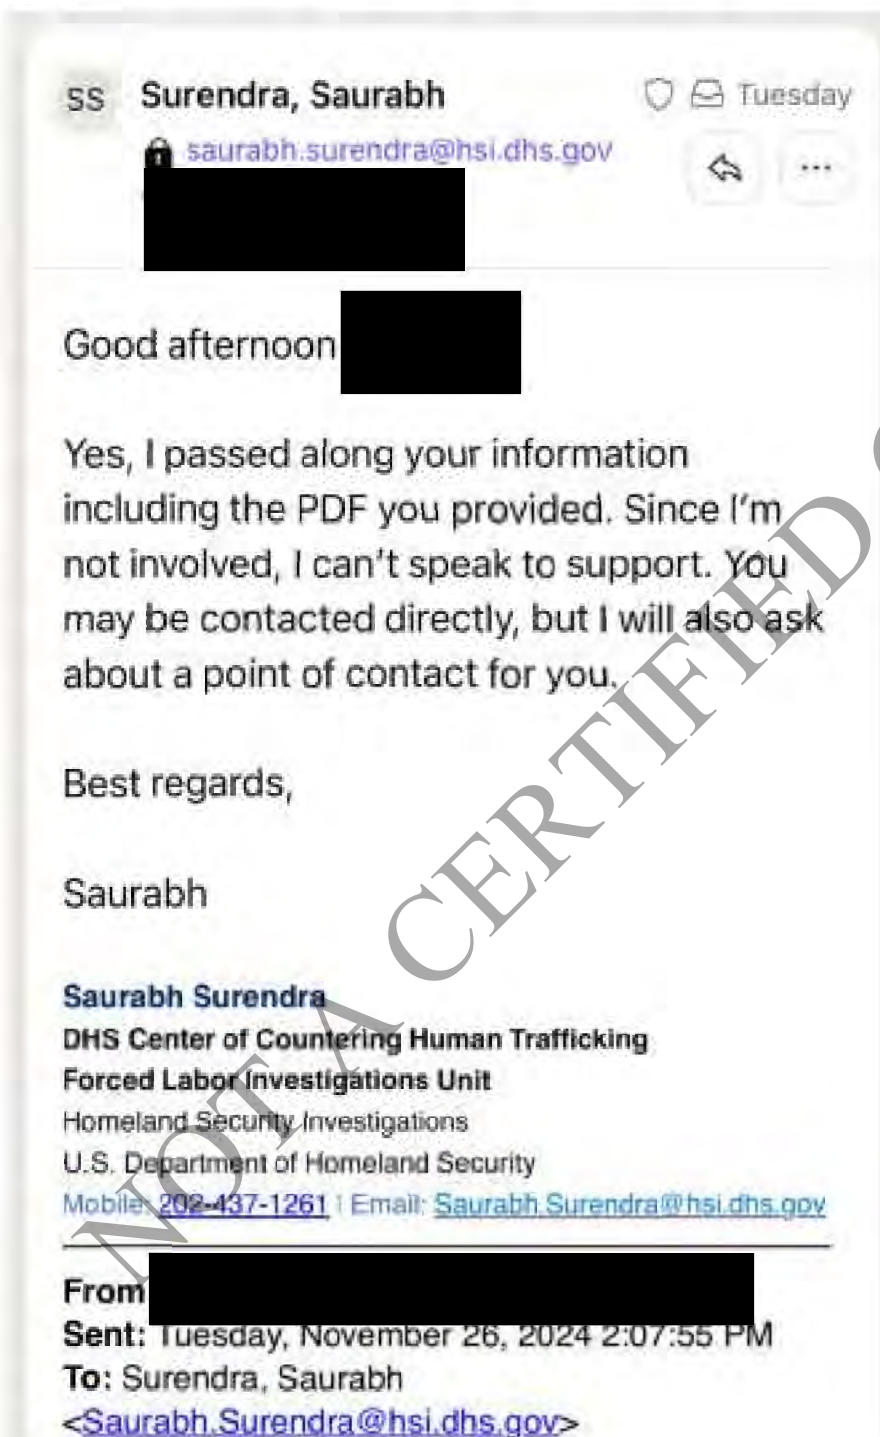 SS Surendra, Saurabh Tuesday
saurabh.surendra@hsi.dhs.gov
Good afternoon
Yes, I passed along your information
including the PDF you provided. Since I'm
not involved, I can't speak to support. You
may be contacted directly, but I will also ask
about a point of contact for you.
Best regards,
Saurabh
Saurabh Surendra
DHS Center of Countering Human Trafficking
Forced Labor Investigations Unit
Homeland Security Investigations
U.S. Department of Homeland Security
Mobile: 202-437-1261 | Email: Saurabh.Surendra@hsi.dhs.gov
From
Sent: Tuesday, November 26, 2024 2:07:55 PM
To: Surendra, Saurabh
<Saurabh.Surendra@hsi.dhs.gov>
NOT A CERTIFIED